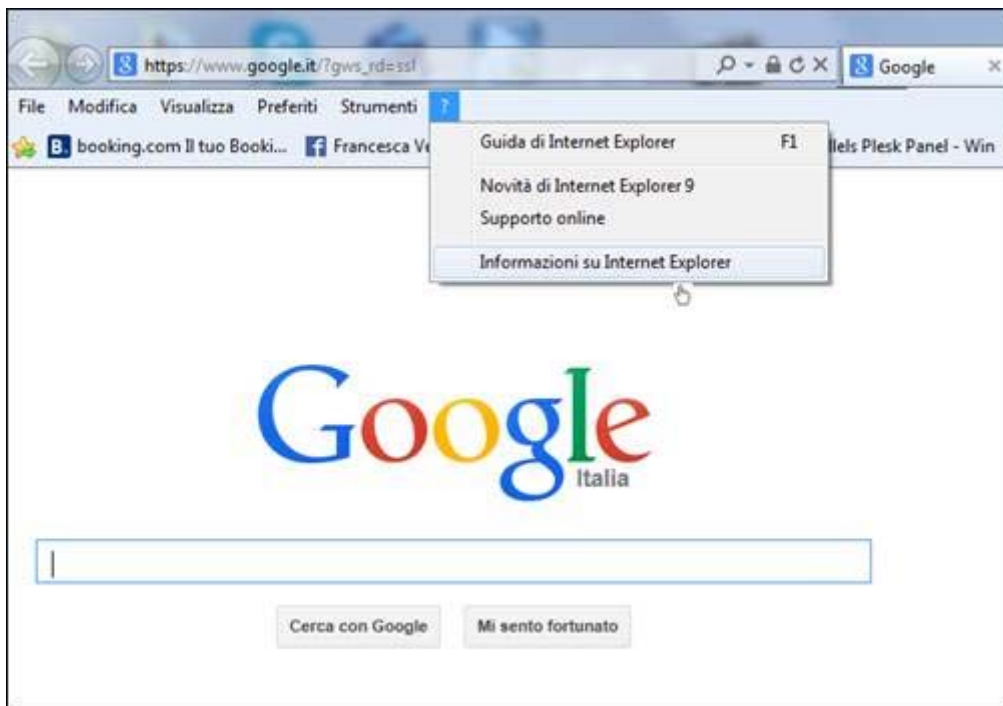 https://www.google.it/?gws_rd=ssl
Google
File Modifica Visualizza Preferiti Strumenti ?
booking.com Il tuo Booki... Francesca Ve
Guida di Internet Explorer F1
llels Plesk Panel - Win
Novità di Internet Explorer 9
Supporto online
Informazioni su Internet Explorer
Google
Italia
Cerca con Google Mi sento fortunato